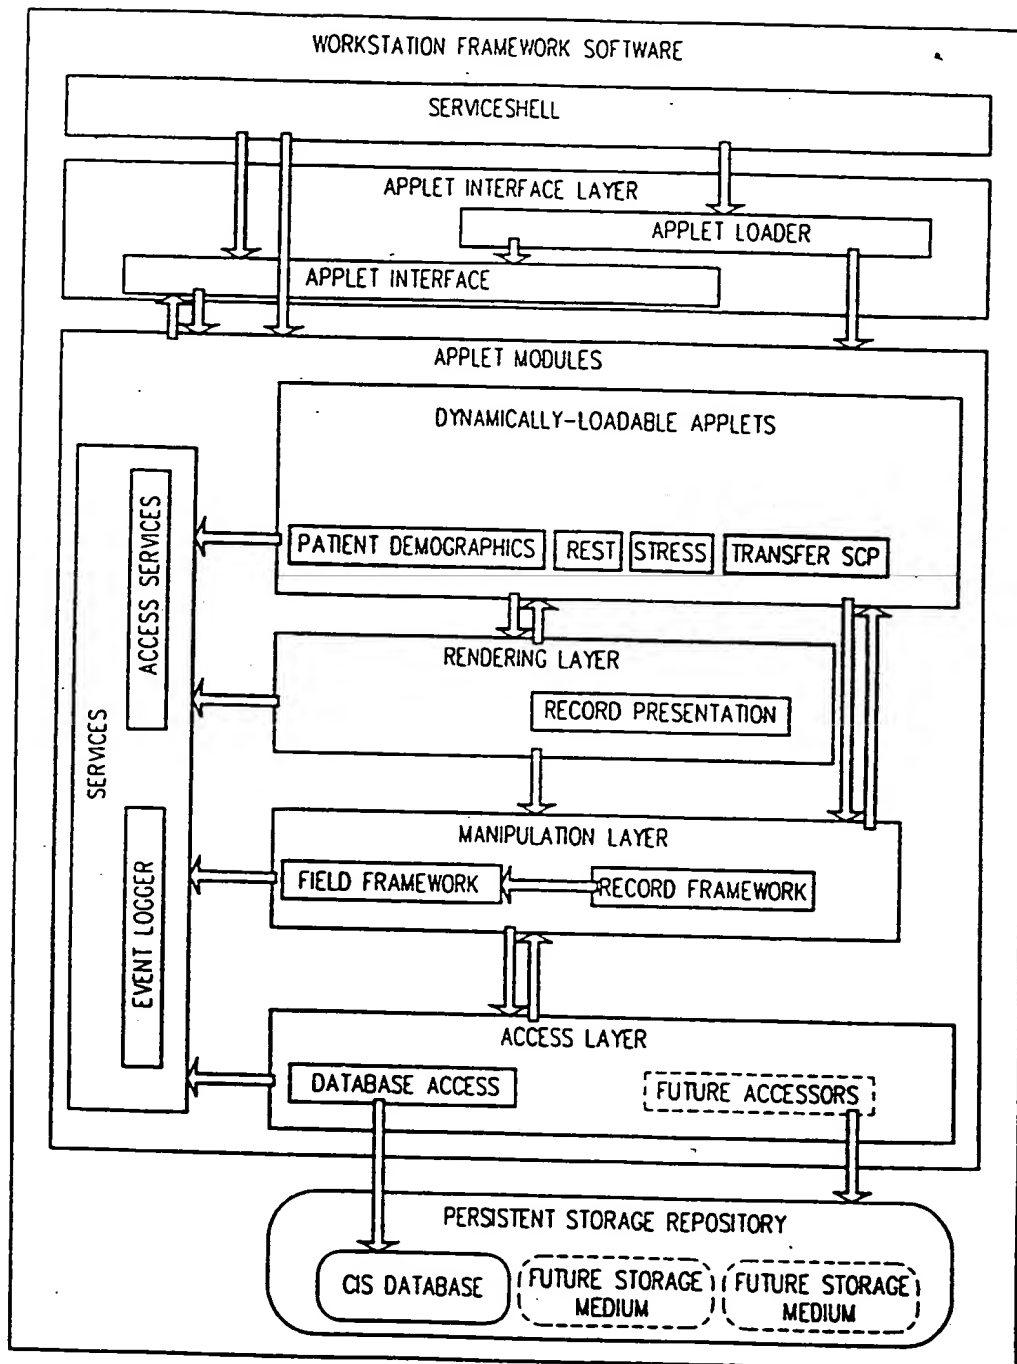 WORKSTATION FRAMEWORK SOFTWARE
SERVICESHELL
APPLET INTERFACE LAYER
APPLET LOADER
APPLET INTERFACE
APPLET MODULES
DYNAMICALLY-LOADABLE APPLETS
PATIENT DEMOGRAPHICS
REST
STRESS
TRANSFER SCP
SERVICES
ACCESS SERVICES
EVENT LOGGER
RENDERING LAYER
RECORD PRESENTATION
MANIPULATION LAYER
FIELD FRAMEWORK
RECORD FRAMEWORK
ACCESS LAYER
DATABASE ACCESS
FUTURE ACCESSORS
PERSISTENT STORAGE REPOSITORY
CIS DATABASE
FUTURE STORAGE
MEDIUM
FUTURE STORAGE
MEDIUM